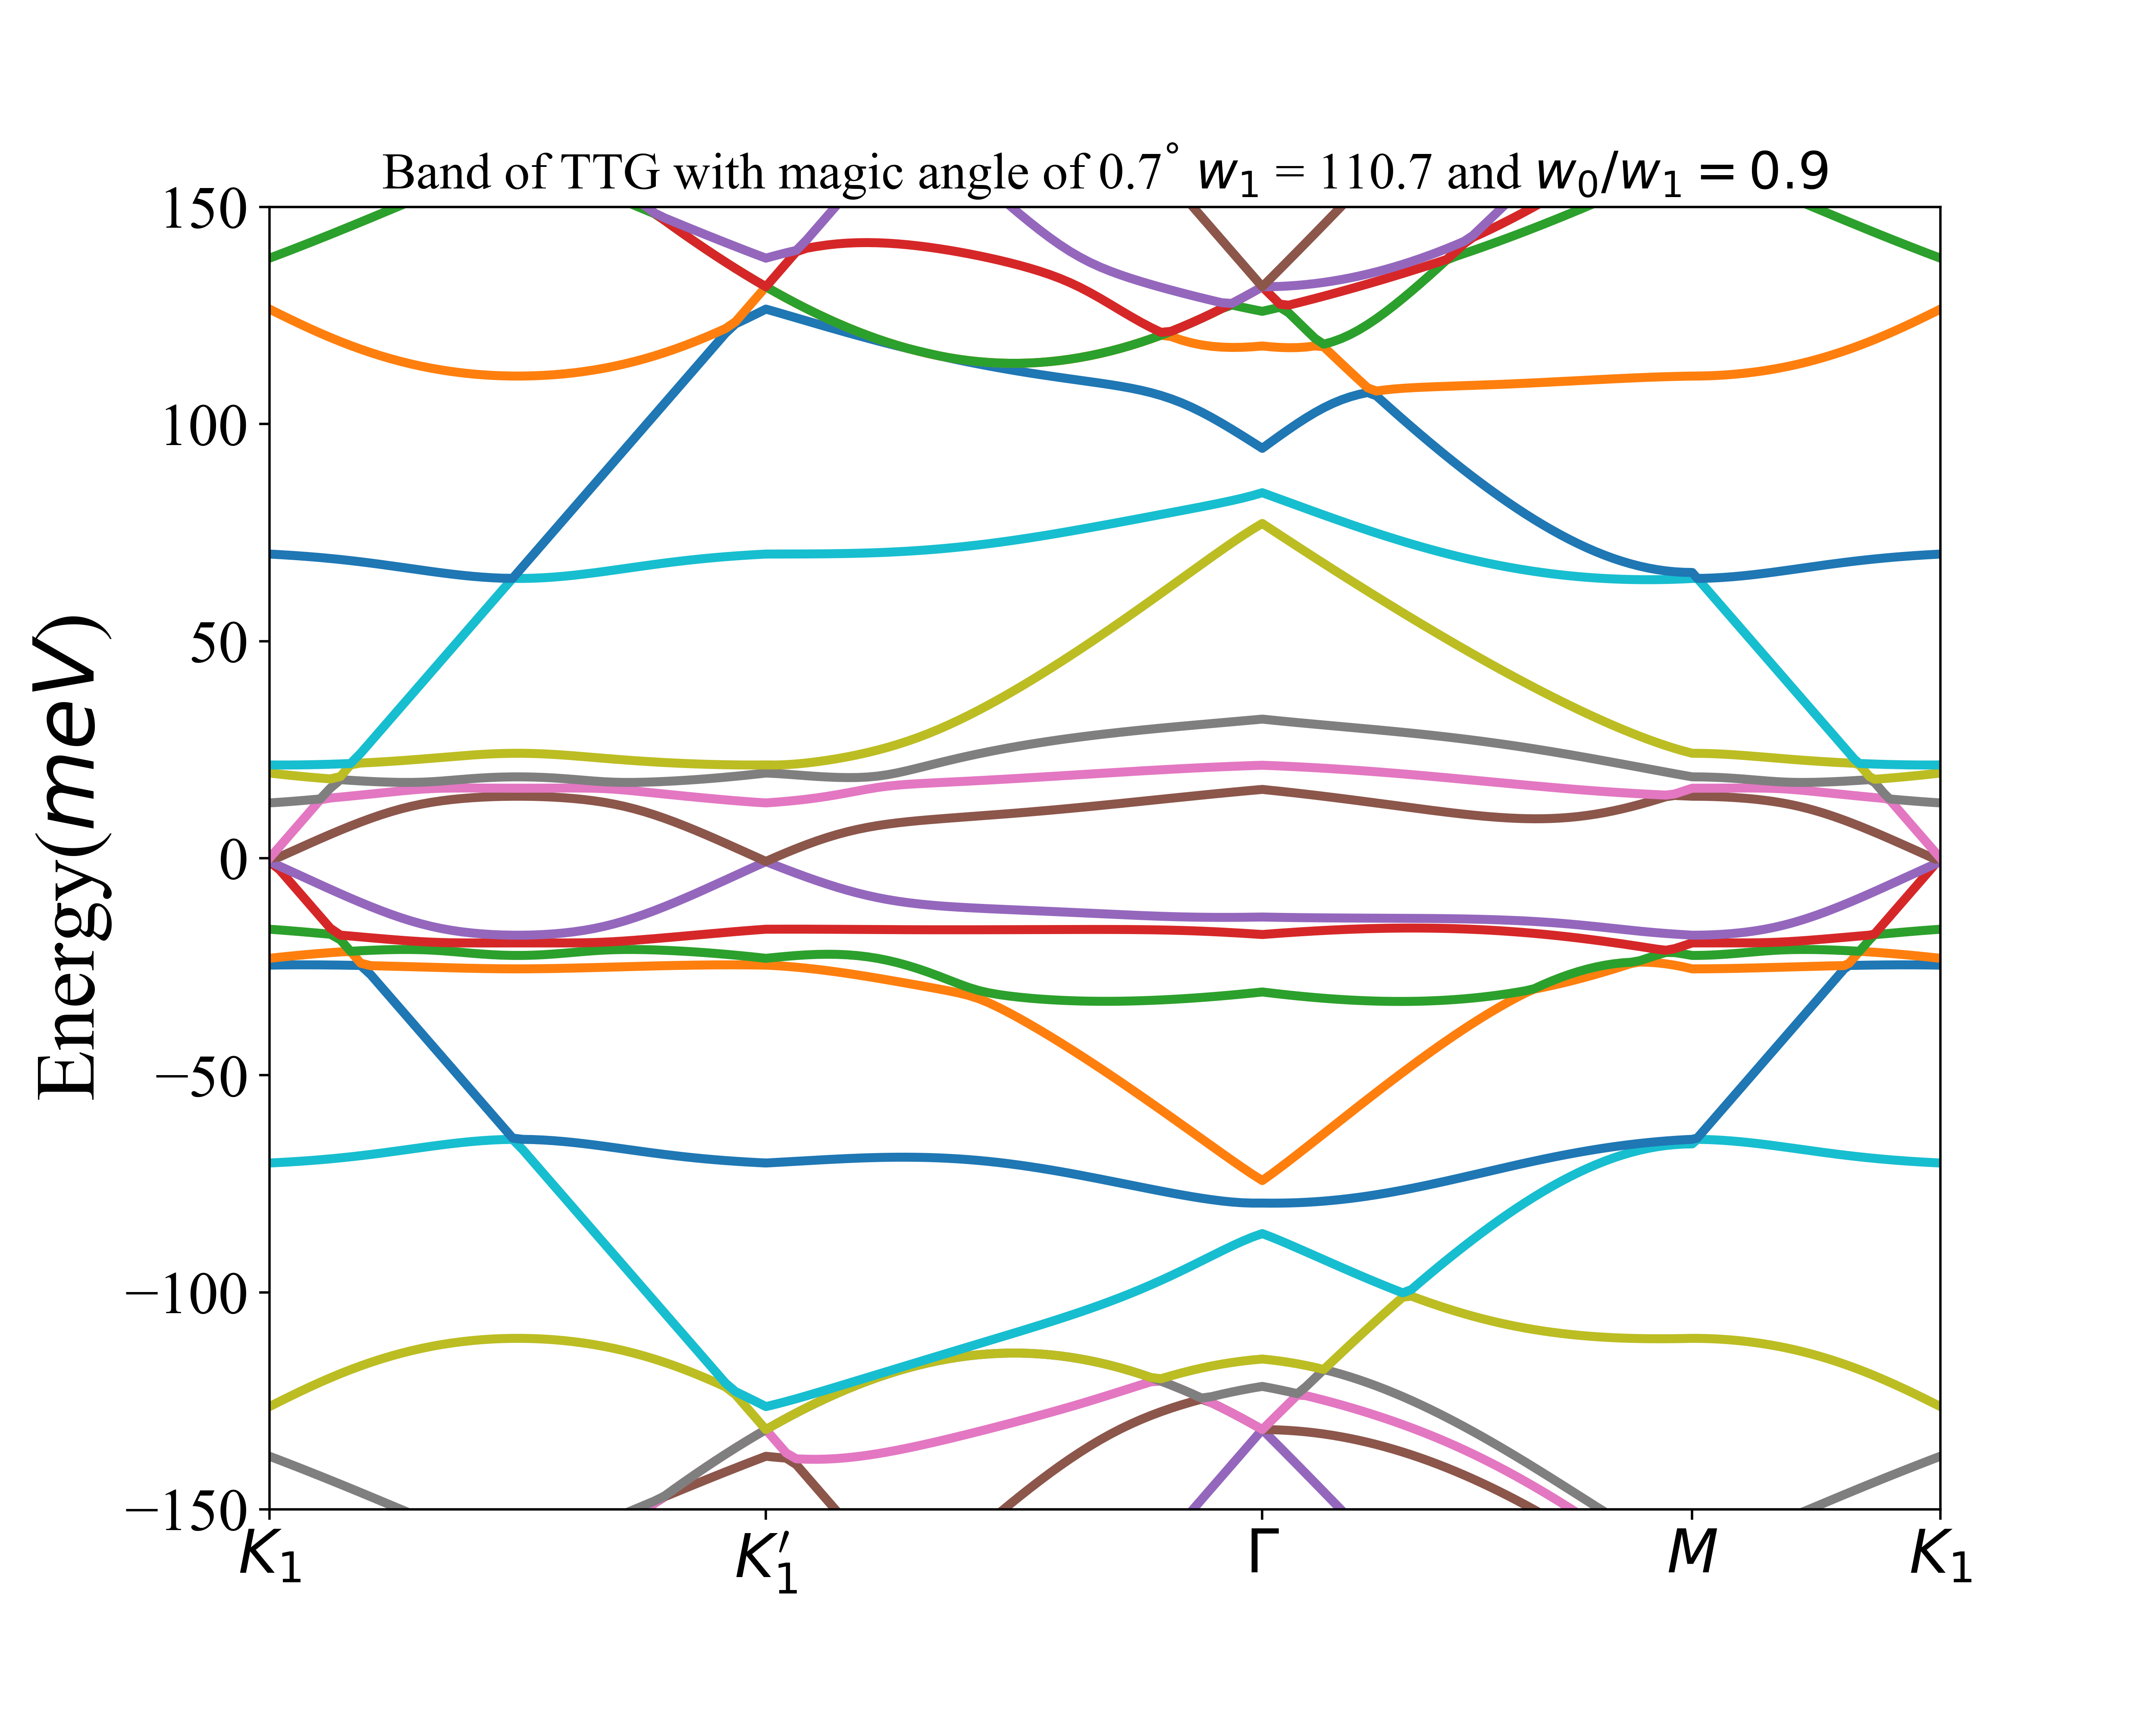 Band of TTG with magic angle of 0.7° w₁ = 110.7 and w₀/w₁ = 0.9
Energy(meV)
150
100
50
0
−50
−100
−150
K₁ K₁′ Γ M K₁